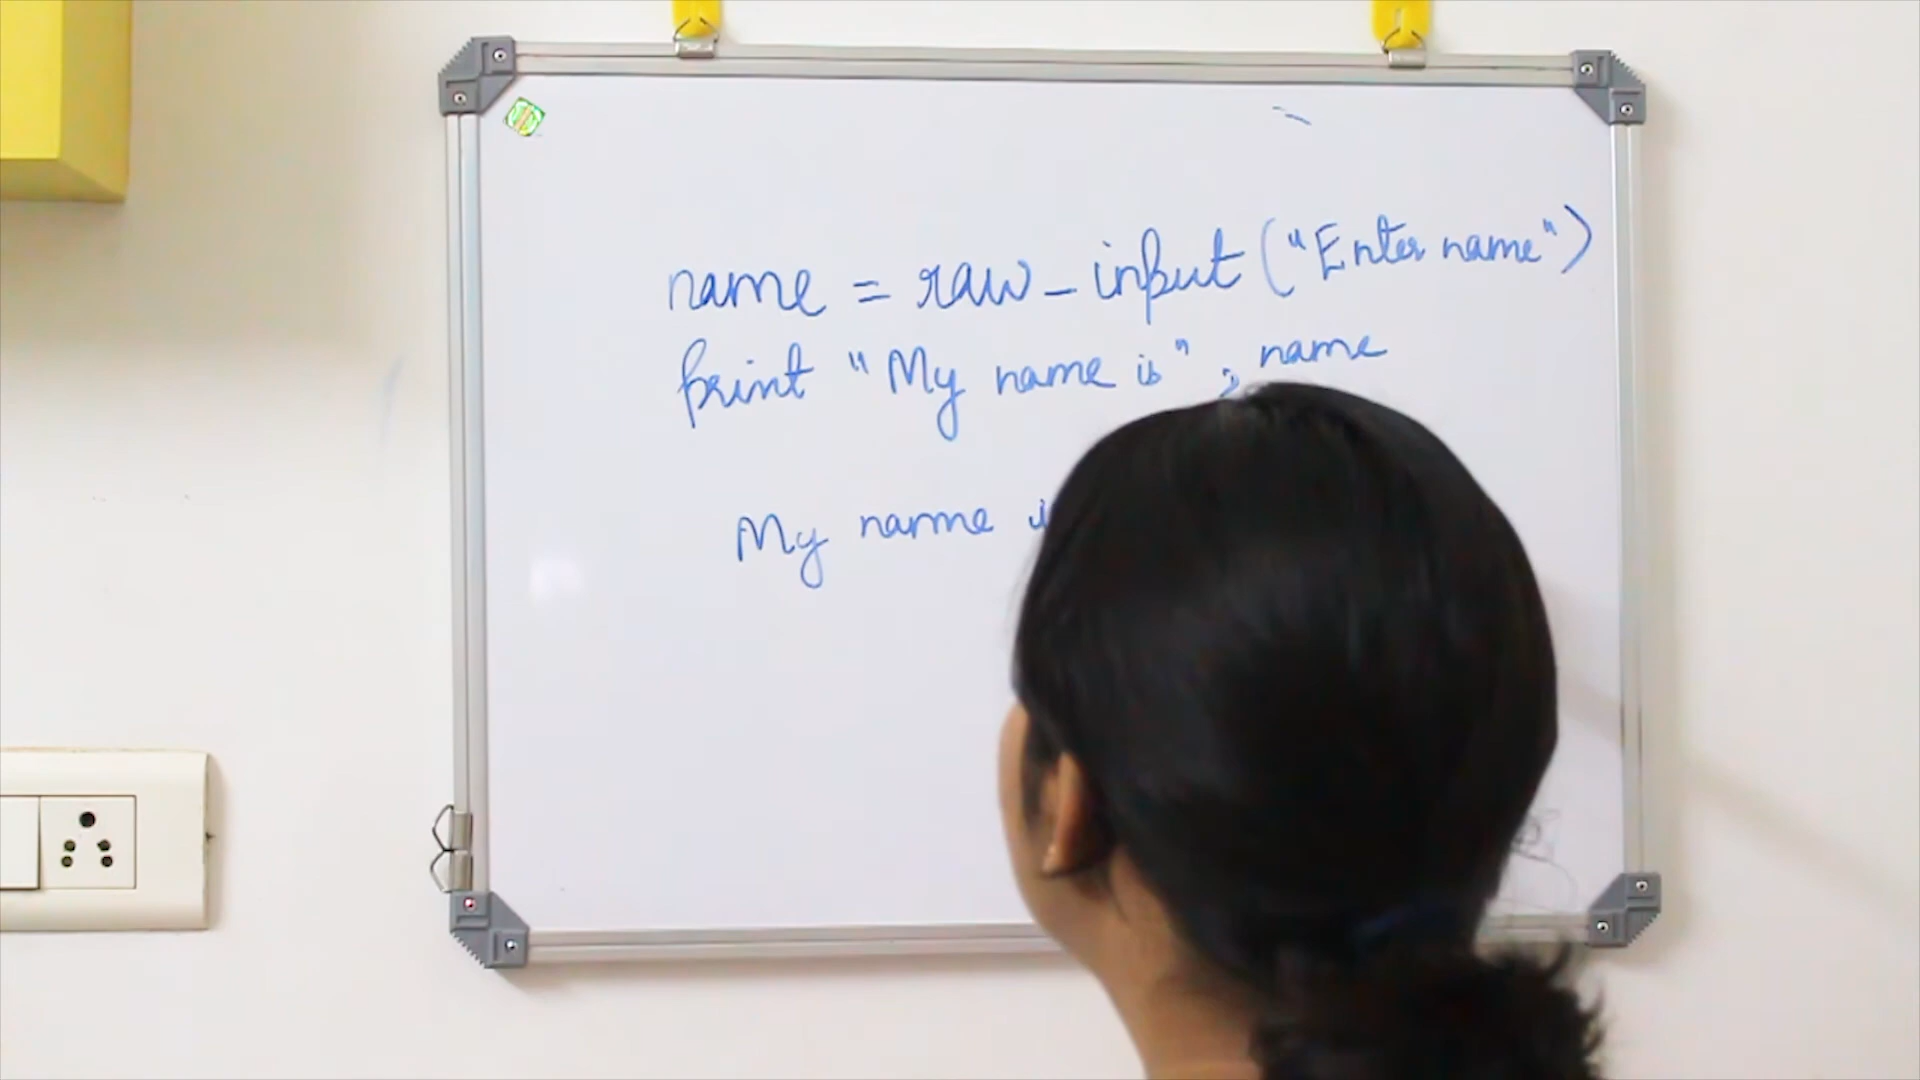 name = raw_input ("Enter name")
print "My name is" , name
My name